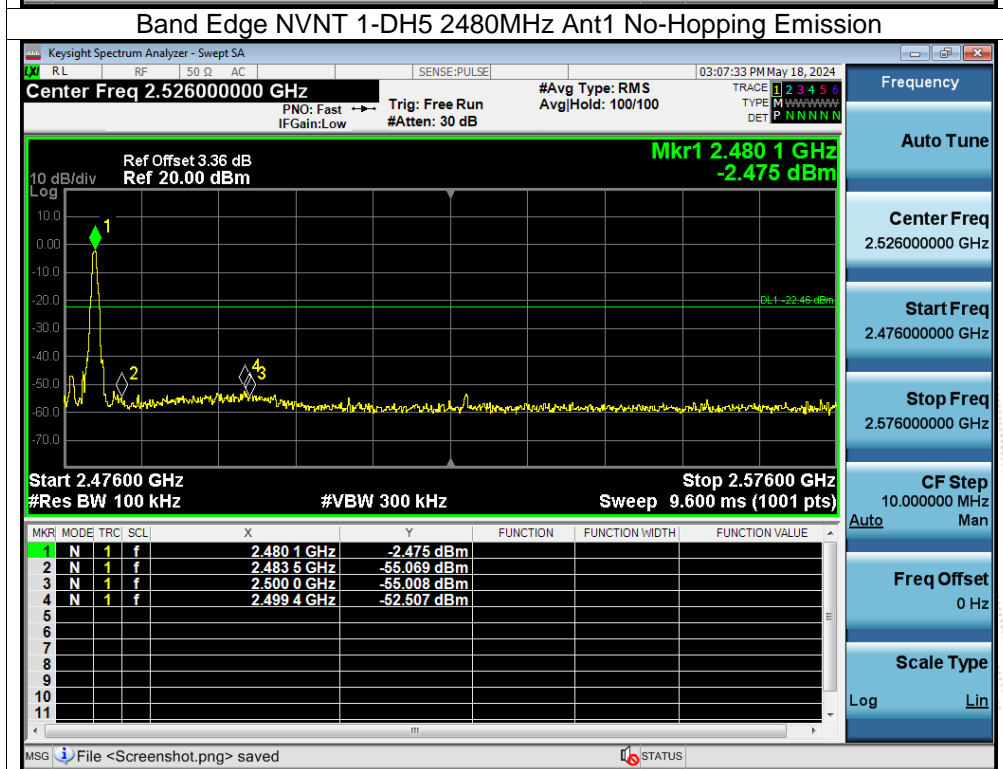 Band Edge NVNT 1-DH5 2480MHz Ant1 No-Hopping Emission
Keysight Spectrum Analyzer - Swept SA
LXI RL RF 50 Ω AC SENSE:PULSE 03:07:33 PM May 18, 2024
Center Freq 2.526000000 GHz #Avg Type: RMS TRACE 1 2 3 4 5 6
PNO: Fast Trig: Free Run Avg|Hold: 100/100 TYPE M WWWWW
IFGain:Low #Atten: 30 dB DET P N N N N N
Frequency
Auto Tune
Center Freq
2.526000000 GHz
Start Freq
2.476000000 GHz
Stop Freq
2.576000000 GHz
CF Step
10.000000 MHz
Auto Man
Freq Offset
0 Hz
Scale Type
Log Lin
Mkr1 2.480 1 GHz
Ref Offset 3.36 dB
10 dB/div Ref 20.00 dBm -2.475 dBm
Log
10.0
1
0.00
-10.0
-20.0
DL1 -22.46 dBm
-30.0
-40.0
2 4 3
-50.0
-60.0
-70.0
Start 2.47600 GHz Stop 2.57600 GHz
#Res BW 100 kHz #VBW 300 kHz Sweep 9.600 ms (1001 pts)
MKR MODE TRC SCL X Y FUNCTION FUNCTION WIDTH FUNCTION VALUE
1 N 1 f 2.480 1 GHz -2.475 dBm
2 N 1 f 2.483 5 GHz -55.069 dBm
3 N 1 f 2.500 0 GHz -55.008 dBm
4 N 1 f 2.499 4 GHz -52.507 dBm
5
6
7
8
9
10
11
MSG File <Screenshot.png> saved STATUS